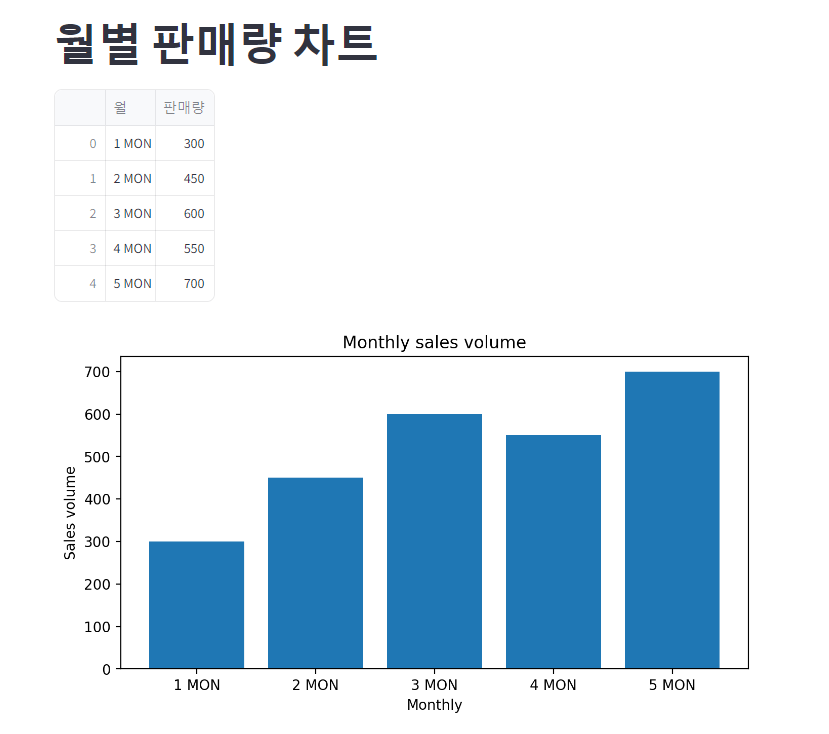 월별 판매량 차트
월 판매량
0 1 MON 300
1 2 MON 450
2 3 MON 600
3 4 MON 550
4 5 MON 700
Monthly sales volume
700
600
500
400
300
200
100
0
Sales volume
1 MON 2 MON 3 MON 4 MON 5 MON
Monthly